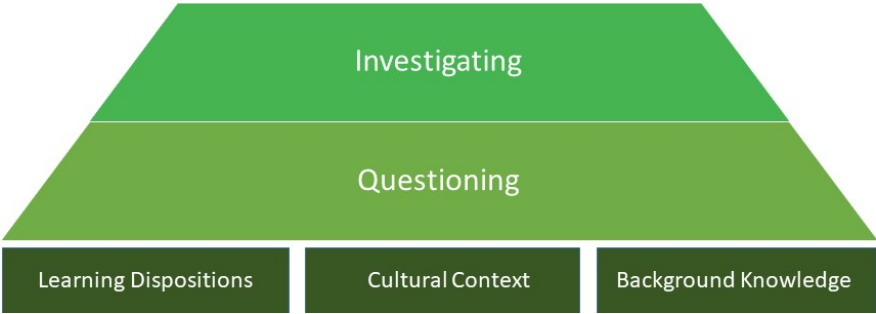 Investigating
Questioning
Learning Dispositions
Cultural Context
Background Knowledge